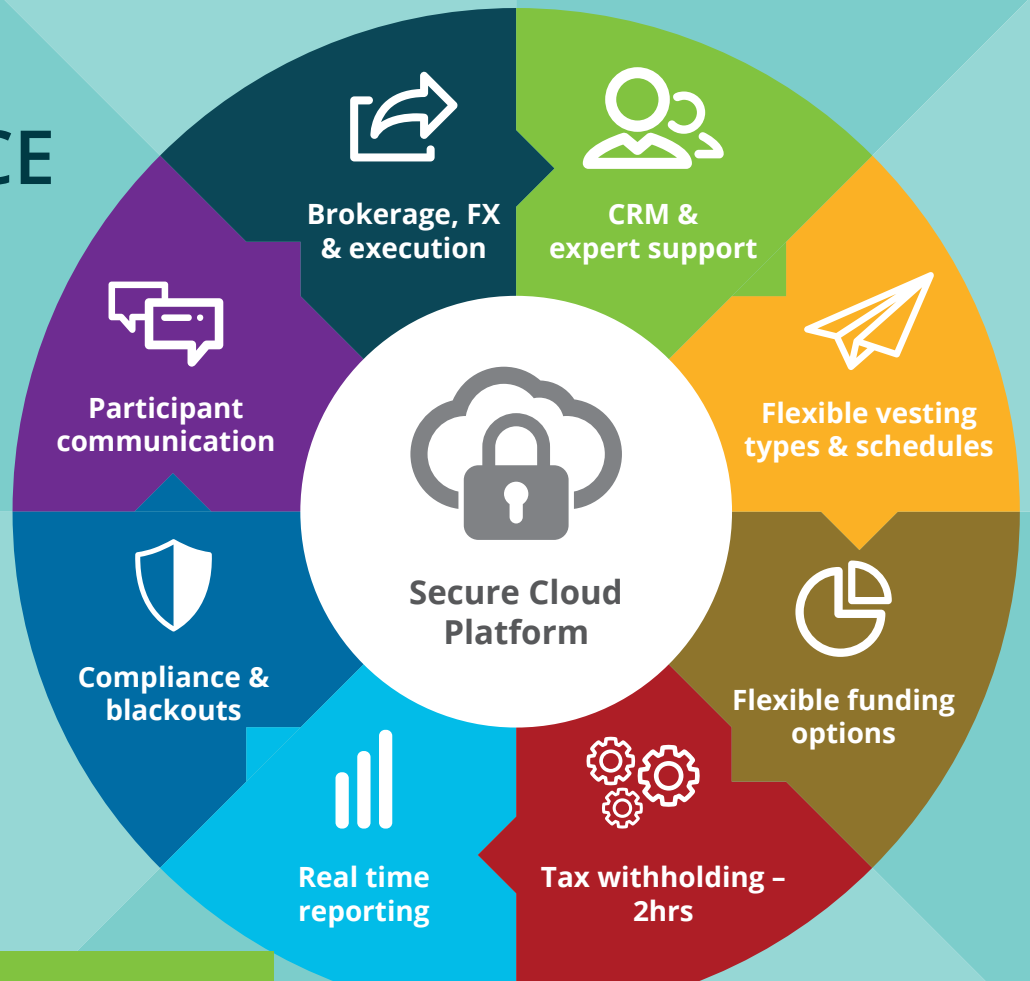 CE
Brokerage, FX
& execution
CRM &
expert support
Flexible vesting
types & schedules
Flexible funding
options
Tax withholding –
2hrs
Real time
reporting
Compliance &
blackouts
Participant
communication
Secure Cloud
Platform